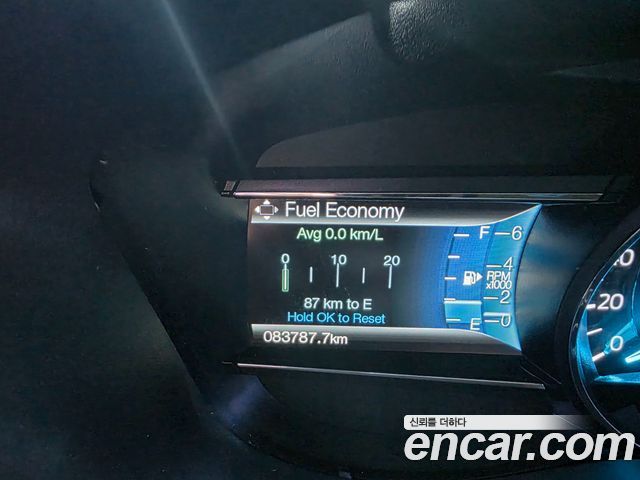 Fuel Economy
Avg 0.0 km/L
0 10 20
87 km to E
Hold OK to Reset
083787.7km
F 6
4
RPM
x1000
2
E 0
20
0
신뢰를 더하다
encar.com